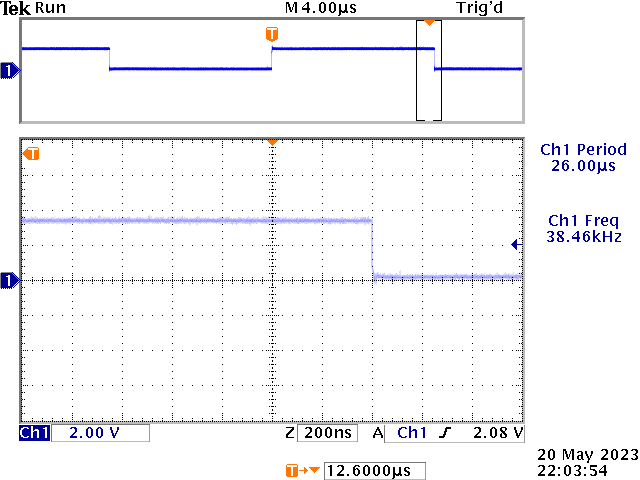 Tek Run M 4.00µs Trig'd
T
1
T
Ch1 Period
26.00µs
Ch1 Freq
38.46kHz
1
Ch1 2.00 V Z 200ns A Ch1 2.08 V
T 12.6000µs
20 May 2023
22:03:54